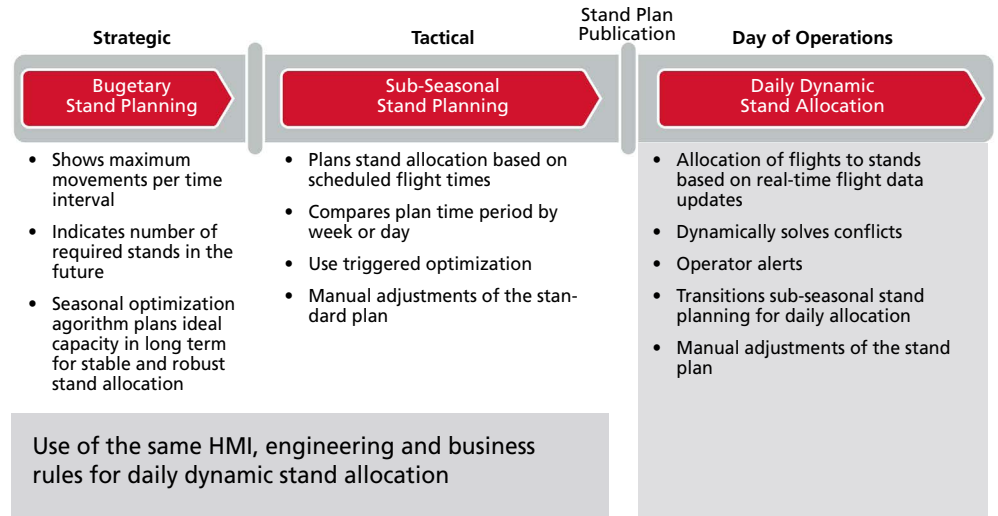 Strategic
Tactical
Stand Plan
Publication
Day of Operations
Bugetary
Stand Planning
Sub-Seasonal
Stand Planning
Daily Dynamic
Stand Allocation
• Shows maximum
movements per time
interval
• Indicates number of
required stands in the
future
• Seasonal optimization
agorithm plans ideal
capacity in long term
for stable and robust
stand allocation
• Plans stand allocation based on
scheduled flight times
• Compares plan time period by
week or day
• Use triggered optimization
• Manual adjustments of the stan-
dard plan
• Allocation of flights to stands
based on real-time flight data
updates
• Dynamically solves conflicts
• Operator alerts
• Transitions sub-seasonal stand
planning for daily allocation
• Manual adjustments of the stand
plan
Use of the same HMI, engineering and business
rules for daily dynamic stand allocation